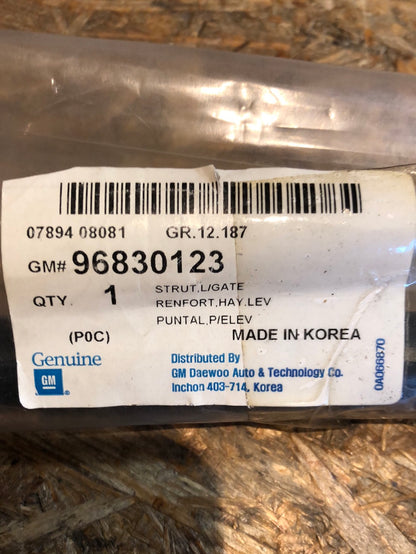 07894 08081 GR.12.187
GM# 96830123
QTY. 1 STRUT,L/GATE
RENFORT,HAY.LEV
PUNTAL,P/ELEV
(P0C) MADE IN KOREA
Genuine
GM
Distributed By
GM Daewoo Auto & Technology Co.
Inchon 403-714, Korea
0A066870